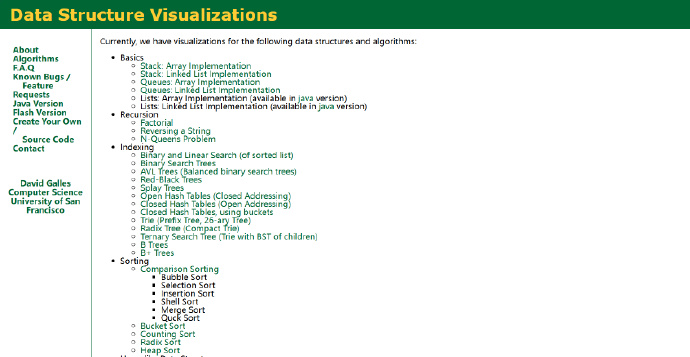 Data Structure Visualizations
About
Algorithms
F.A.Q
Known Bugs /
Feature
Requests
Java Version
Flash Version
Create Your Own
/
Source Code
Contact
David Galles
Computer Science
University of San
Francisco
Currently, we have visualizations for the following data structures and algorithms:
Basics
Stack: Array Implementation
Stack: Linked List Implementation
Queues: Array Implementation
Queues: Linked List Implementation
Lists: Array Implementation (available in java version)
Lists: Linked List Implementation (available in java version)
Recursion
Factorial
Reversing a String
N-Queens Problem
Indexing
Binary and Linear Search (of sorted list)
Binary Search Trees
AVL Trees (Balanced binary search trees)
Red-Black Trees
Splay Trees
Open Hash Tables (Closed Addressing)
Closed Hash Tables (Open Addressing)
Closed Hash Tables, using buckets
Trie (Prefix Tree, 26-ary Tree)
Radix Tree (Compact Trie)
Ternary Search Tree (Trie with BST of children)
B Trees
B+ Trees
Sorting
Comparison Sorting
Bubble Sort
Selection Sort
Insertion Sort
Shell Sort
Merge Sort
Quck Sort
Bucket Sort
Counting Sort
Radix Sort
Heap Sort